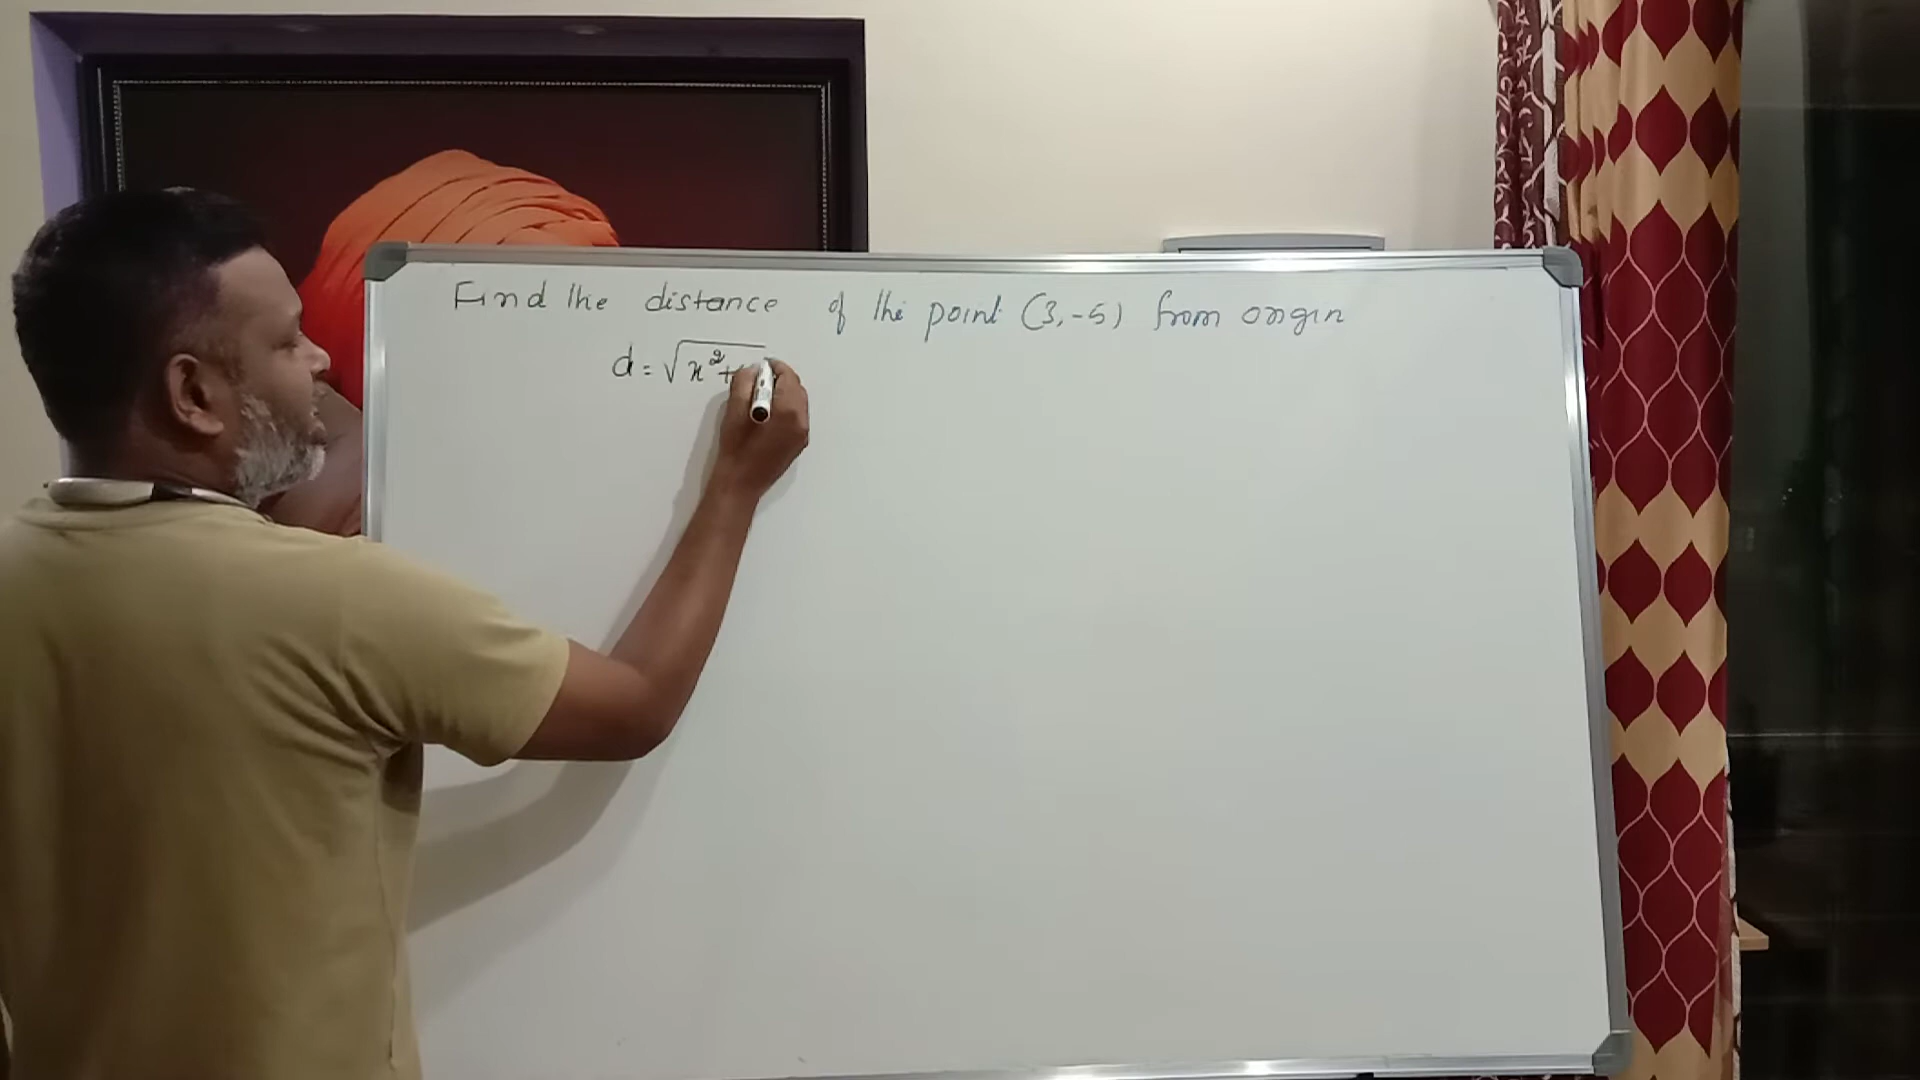 Find the distance of the point (3,-5) from origin
d = √x²+